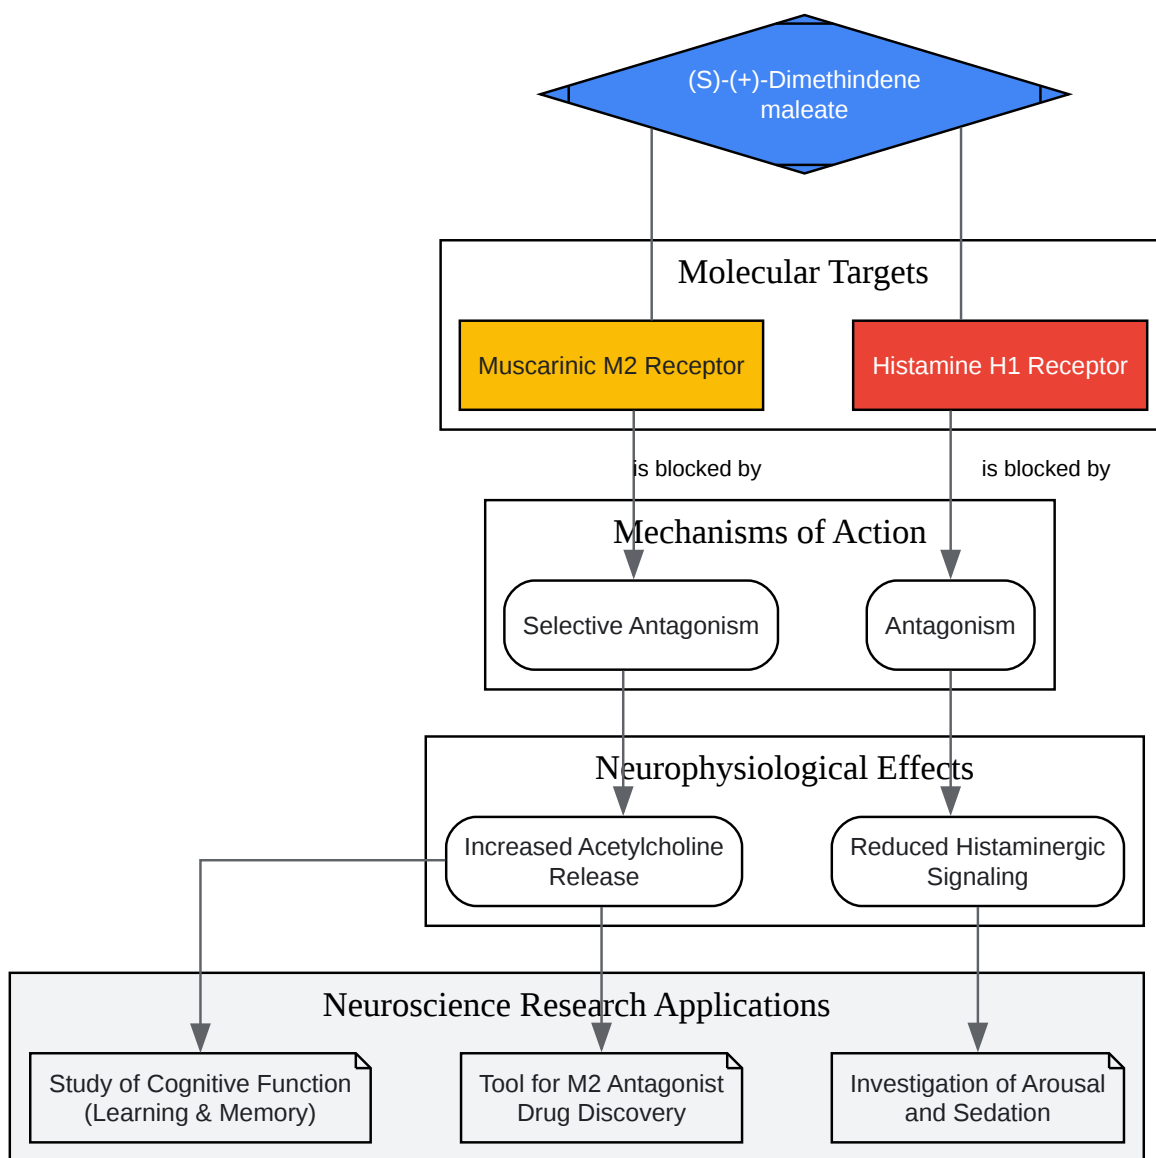 (S)-(+)-Dimethindene
maleate
Molecular Targets
Muscarinic M2 Receptor
Histamine H1 Receptor
is blocked by
is blocked by
Mechanisms of Action
Selective Antagonism
Antagonism
Neurophysiological Effects
Increased Acetylcholine
Release
Reduced Histaminergic
Signaling
Neuroscience Research Applications
Study of Cognitive Function
(Learning & Memory)
Tool for M2 Antagonist
Drug Discovery
Investigation of Arousal
and Sedation